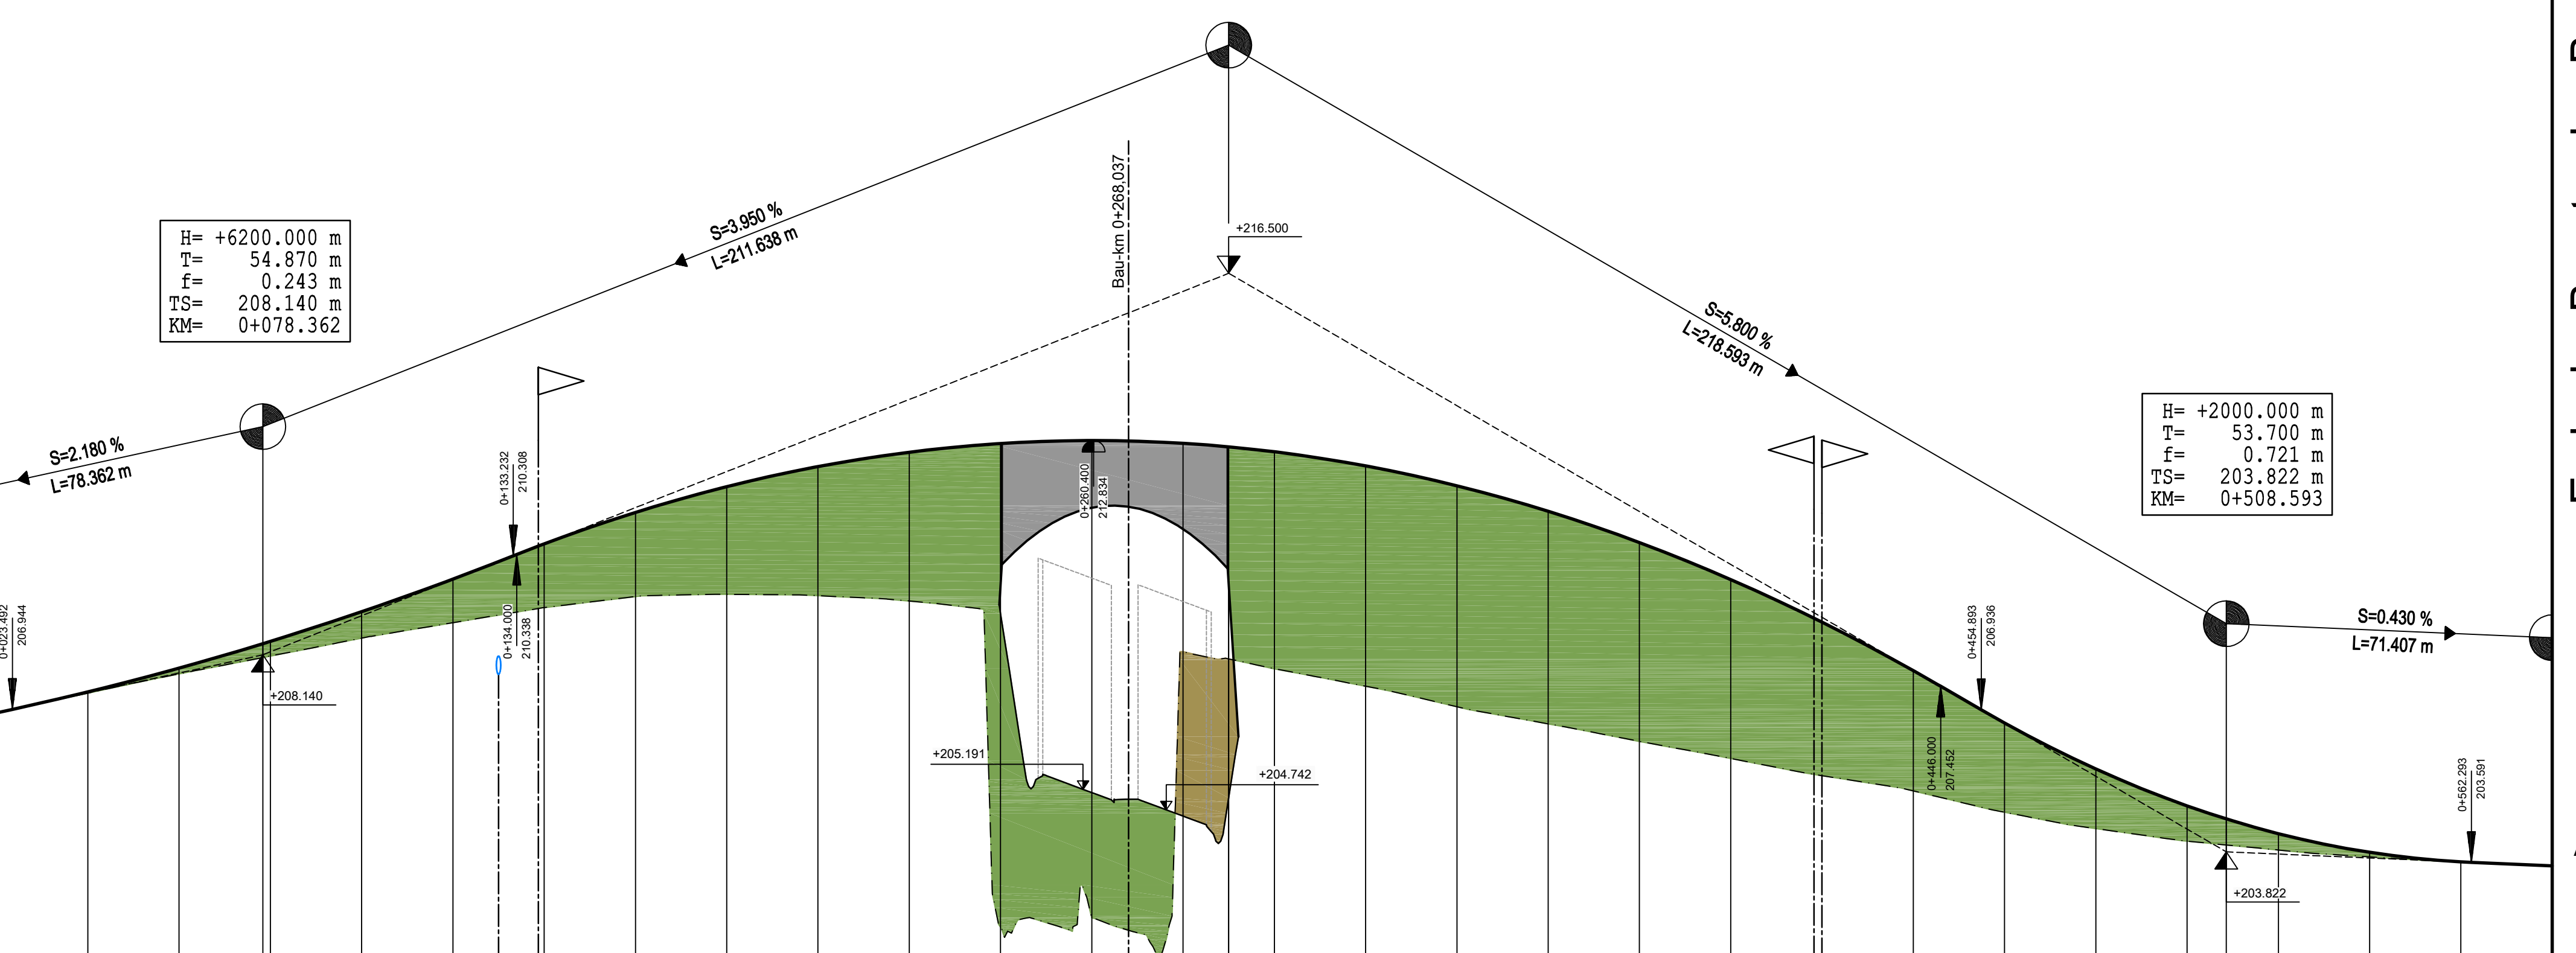 Bau-km 0+268,037
+216.500
S=3.950 %
L=211.638 m
H= +6200.000 m
T= 54.870 m
f= 0.243 m
TS= 208.140 m
KM= 0+078.362
S=5.800 %
L=218.593 m
H= +2000.000 m
T= 53.700 m
f= 0.721 m
TS= 203.822 m
KM= 0+508.593
S=2.180 %
L=78.362 m
0+133.232
210.308
0+260.400
212.834
0+134.000
210.338
0+023.492
206.944
+208.140
0+454.893
206.936
S=0.430 %
L=71.407 m
+205.191
+204.742
0+446.000
207.452
0+562.293
203.591
+203.822